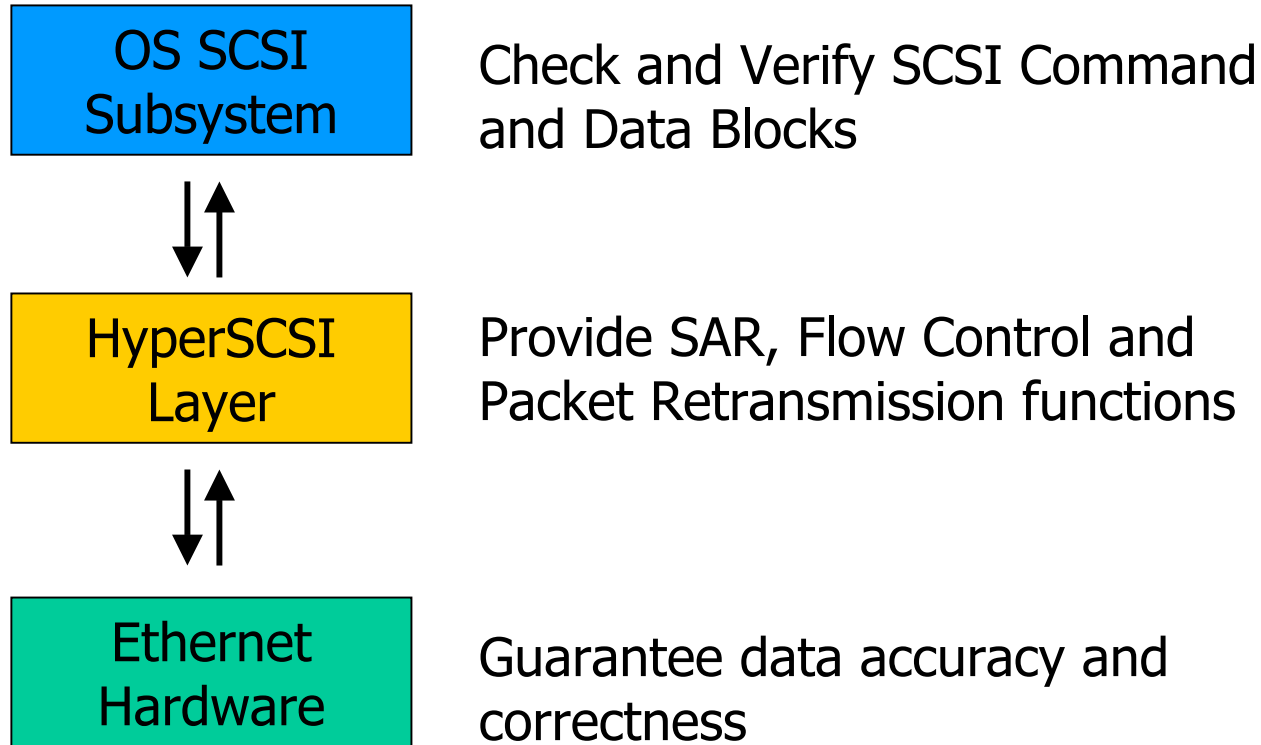 OS SCSI
Subsystem
Check and Verify SCSI Command
and Data Blocks
HyperSCSI
Layer
Provide SAR, Flow Control and
Packet Retransmission functions
Ethernet
Hardware
Guarantee data accuracy and
correctness